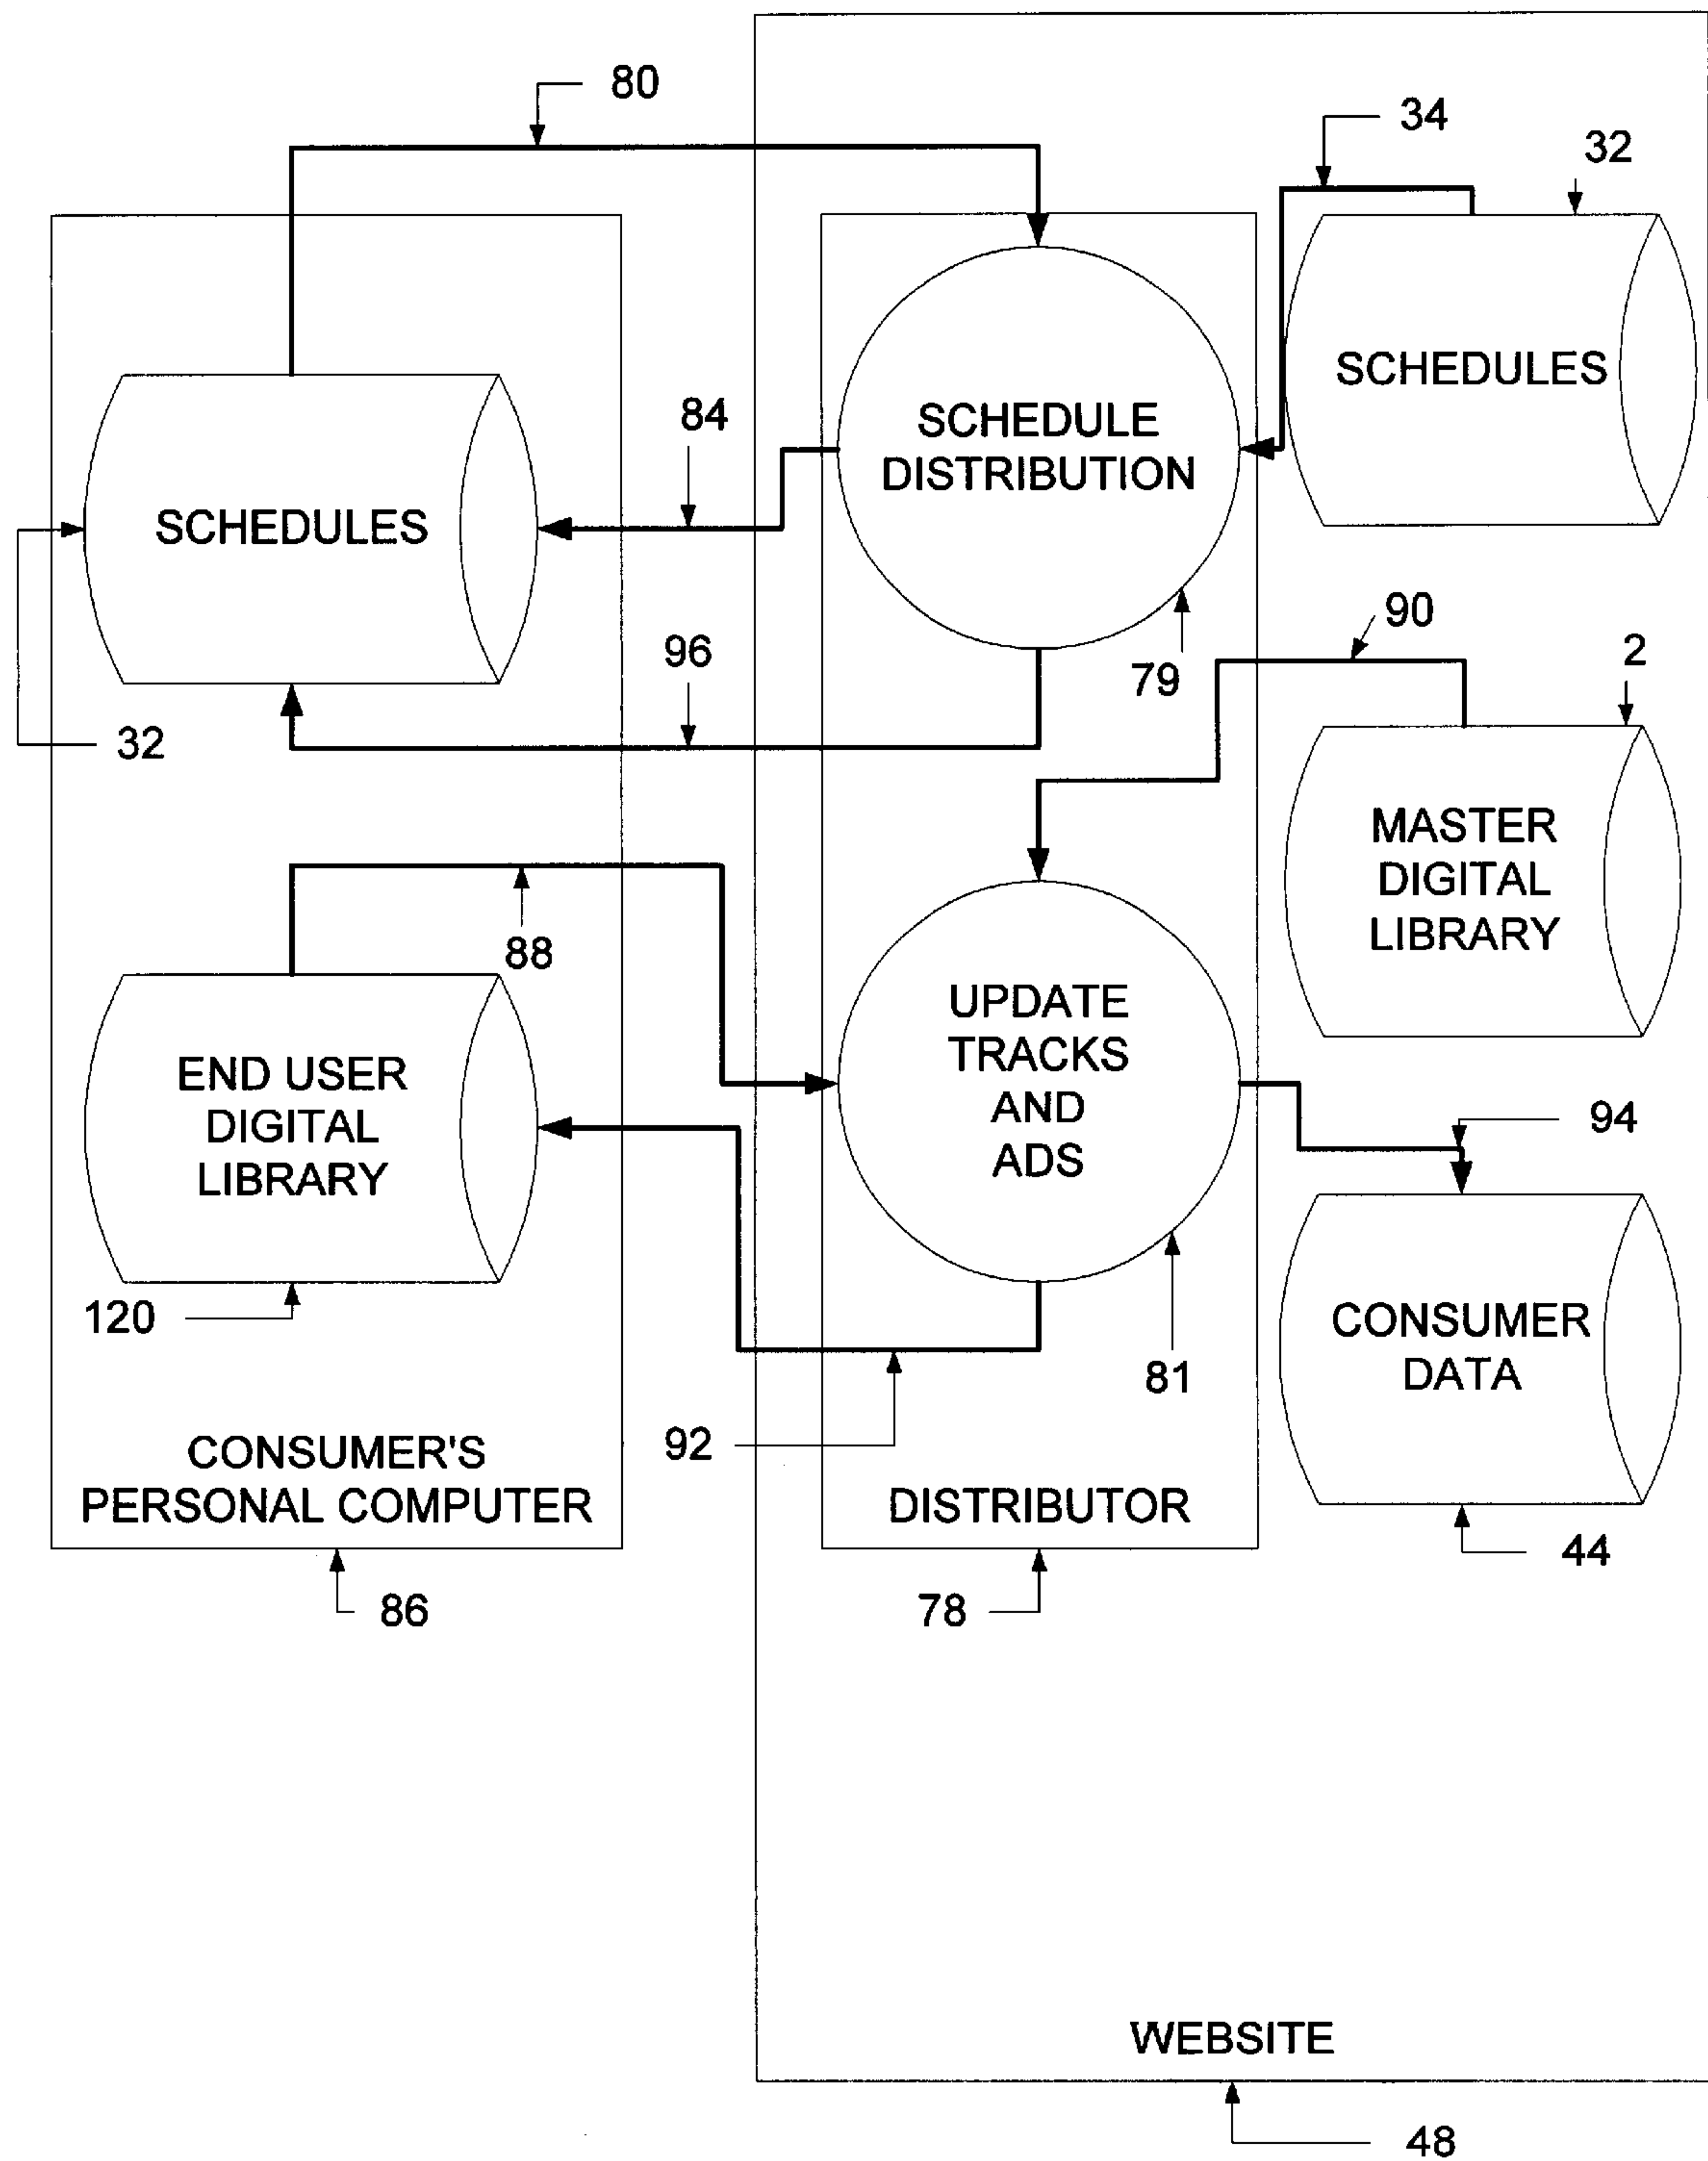 80
34
32
SCHEDULES
SCHEDULE
DISTRIBUTION
84
SCHEDULES
90
96
79
2
32
MASTER
DIGITAL
LIBRARY
88
UPDATE
TRACKS
AND
ADS
END USER
DIGITAL
LIBRARY
94
120
CONSUMER
DATA
81
92
CONSUMER'S
PERSONAL COMPUTER
DISTRIBUTOR
44
86
78
WEBSITE
48